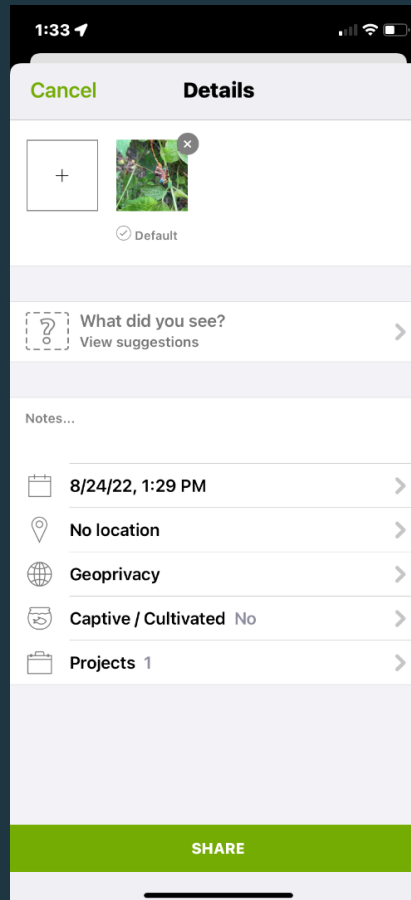 1:33
Cancel Details
+
Default
What did you see?
View suggestions
Notes...
8/24/22, 1:29 PM
No location
Geoprivacy
Captive / Cultivated No
Projects 1
SHARE